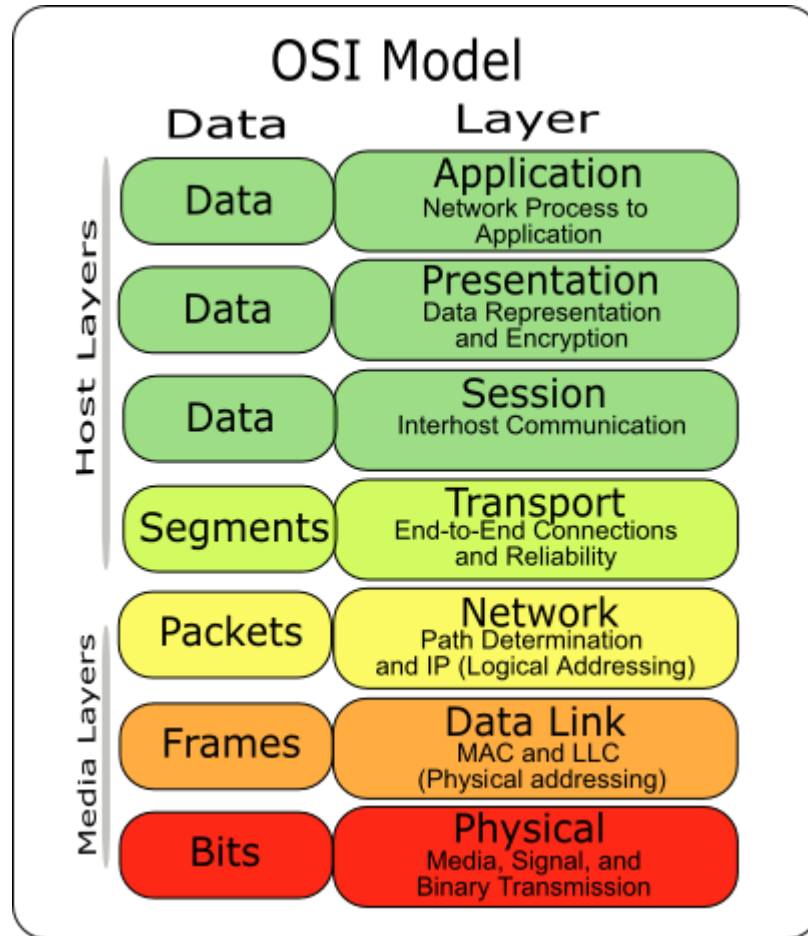 OSI Model
Data Layer
Host Layers
Data
Application
Network Process to
Application
Data
Presentation
Data Representation
and Encryption
Data
Session
Interhost Communication
Segments
Transport
End-to-End Connections
and Reliability
Media Layers
Packets
Network
Path Determination
and IP (Logical Addressing)
Frames
Data Link
MAC and LLC
(Physical addressing)
Bits
Physical
Media, Signal, and
Binary Transmission